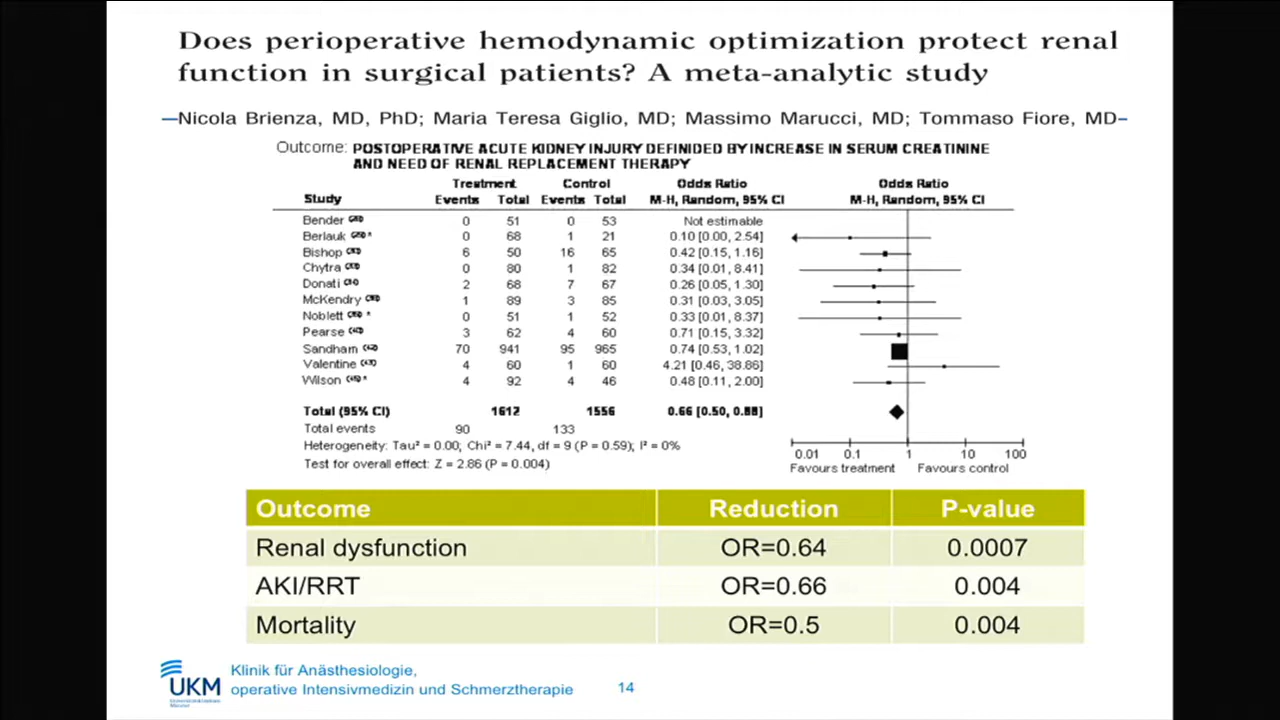 Does perioperative hemodynamic optimization protect renal
function in surgical patients? A meta-analytic study
—Nicola Brienza, MD, PhD; Maria Teresa Giglio, MD; Massimo Marucci, MD; Tommaso Fiore, MD–
Outcome: POSTOPERATIVE ACUTE KIDNEY INJURY DEFINIDED BY INCREASE IN SERUM CREATININE
AND NEED OF RENAL REPLACEMENT THERAPY
Treatment Control Odds Ratio Odds Ratio
Study Events Total Events Total M-H, Random, 95% CI M-H, Random, 95% CI
Bender 0 51 0 53 Not estimable
Berlauk * 0 68 1 21 0.10 [0.00, 2.54]
Bishop 6 50 16 65 0.42 [0.15, 1.16]
Chytra 0 80 1 82 0.34 [0.01, 8.41]
Donati 2 68 7 67 0.26 [0.05, 1.30]
McKendry 1 89 3 85 0.31 [0.03, 3.05]
Noblett * 0 51 1 52 0.33 [0.01, 8.37]
Pearse 3 62 4 60 0.71 [0.15, 3.32]
Sandham 70 941 95 965 0.74 [0.53, 1.02]
Valentine 4 60 1 60 4.21 [0.46, 38.86]
Wilson * 4 92 4 46 0.48 [0.11, 2.00]
Total (95% CI) 1612 1556 0.66 [0.50, 0.88]
Total events 90 133
Heterogeneity: Tau² = 0.00; Chi² = 7.44, df = 9 (P = 0.59); I² = 0%
Test for overall effect: Z = 2.86 (P = 0.004)
0.01 0.1 1 10 100
Favours treatment Favours control
Outcome Reduction P-value
Renal dysfunction OR=0.64 0.0007
AKI/RRT OR=0.66 0.004
Mortality OR=0.5 0.004
UKM
Klinik für Anästhesiologie,
operative Intensivmedizin und Schmerztherapie
14